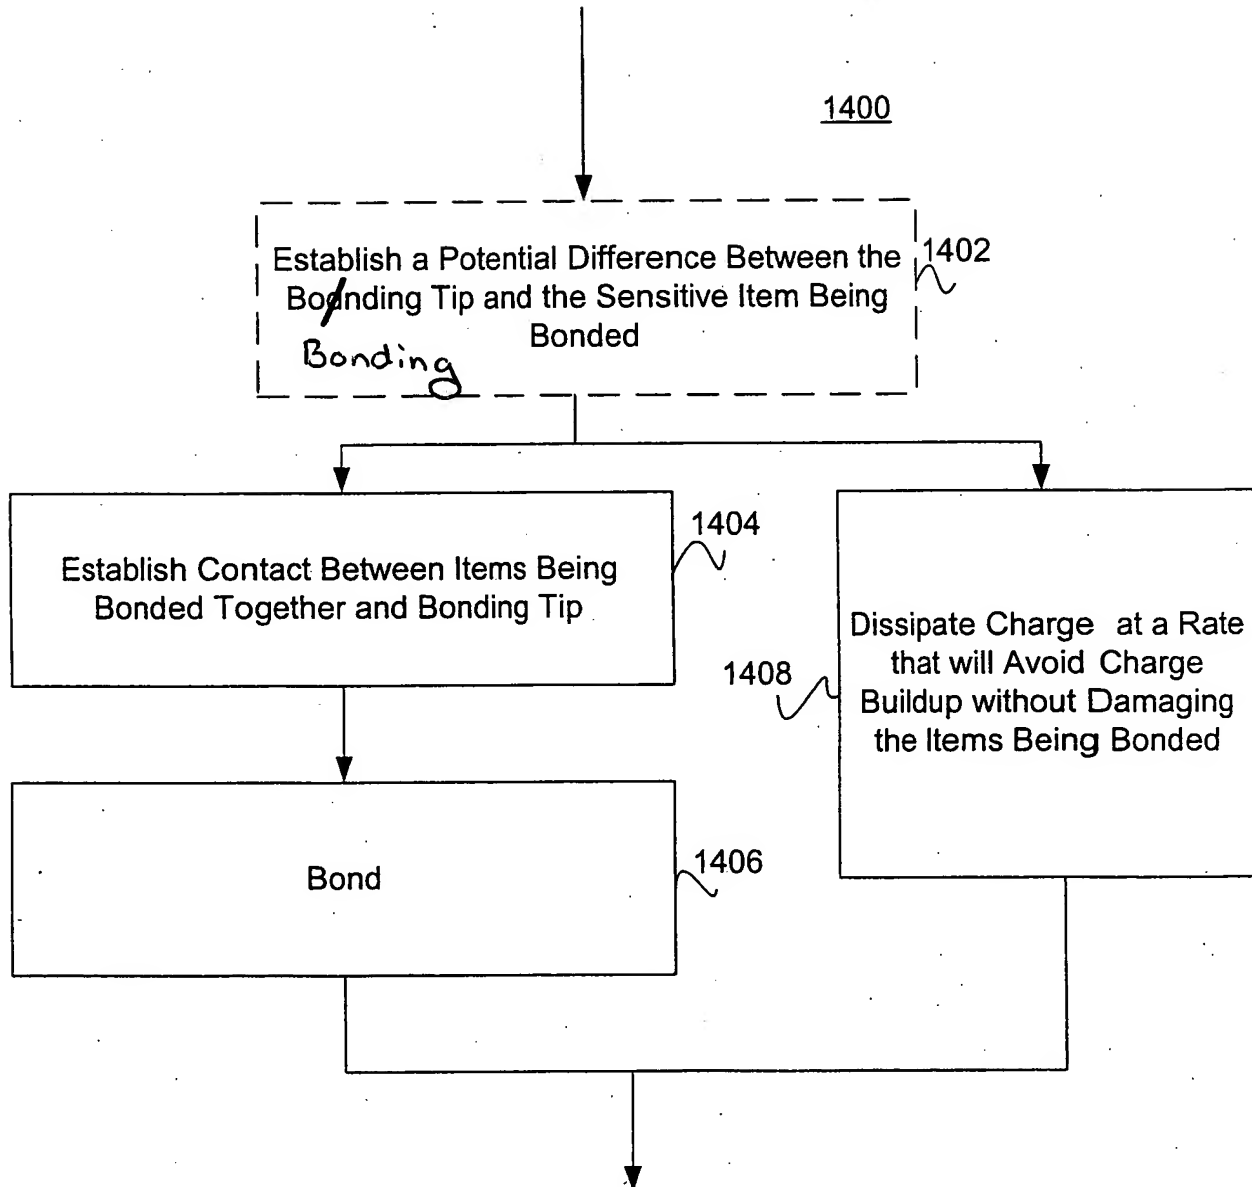 1400
Establish a Potential Difference Between the
Bodnding Tip and the Sensitive Item Being
Bonded
Bonding
1402
1404
Establish Contact Between Items Being
Bonded Together and Bonding Tip
Dissipate Charge at a Rate
that will Avoid Charge
Buildup without Damaging
the Items Being Bonded
1408
Bond
1406